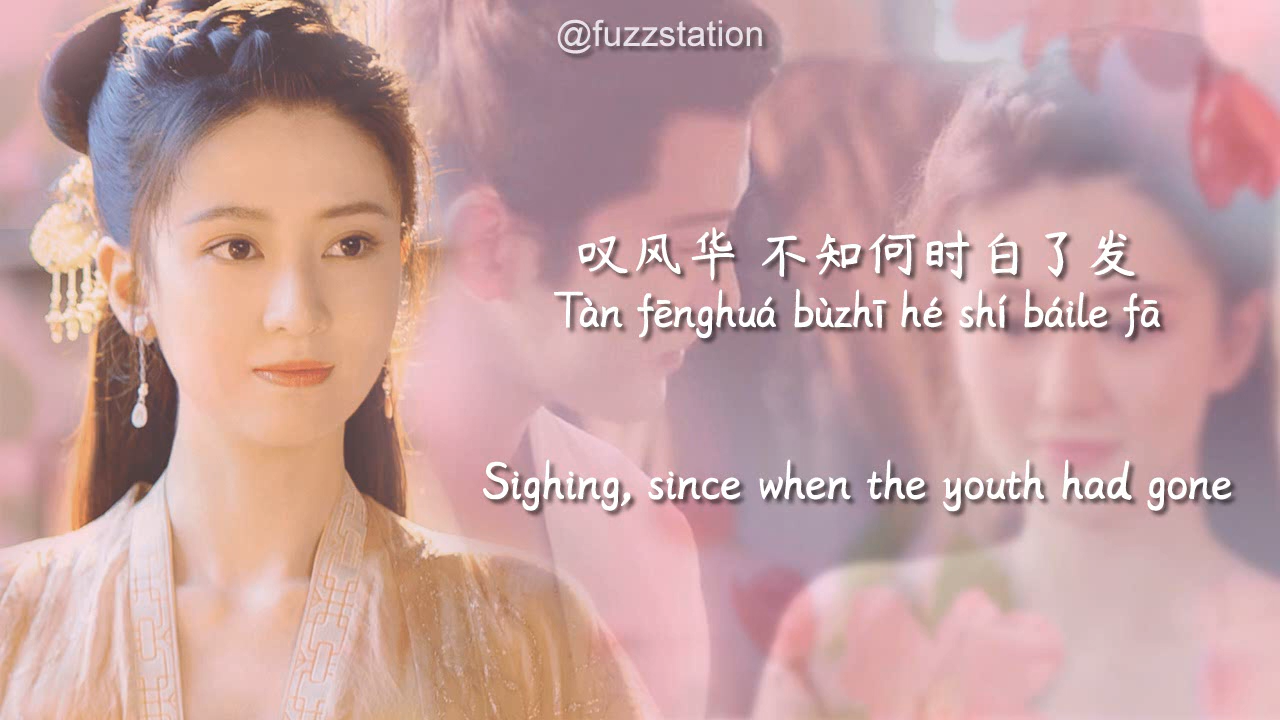 @fuzzstation
叹风华 不知何时白了发
Tàn fēnghuá bùzhī hé shí báile fā
Sighing, since when the youth had gone